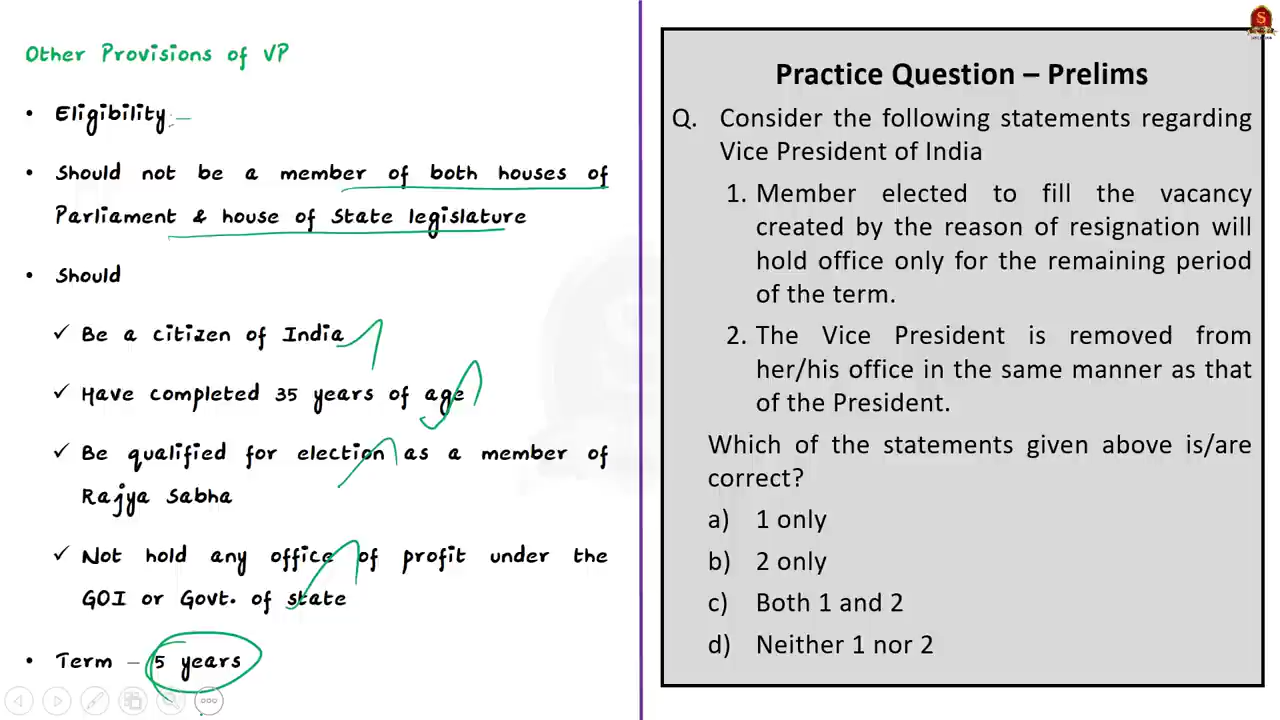 Other Provisions of VP
• Eligibility –
• Should not be a member of both houses of
Parliament & house of State legislature
• Should
✓ Be a citizen of India
✓ Have completed 35 years of age
✓ Be qualified for election as a member of
Rajya Sabha
✓ Not hold any office of profit under the
GOI or Govt. of state
• Term – 5 years
Practice Question – Prelims
Q. Consider the following statements regarding
Vice President of India
1. Member elected to fill the vacancy
created by the reason of resignation will
hold office only for the remaining period
of the term.
2. The Vice President is removed from
her/his office in the same manner as that
of the President.
Which of the statements given above is/are
correct?
a) 1 only
b) 2 only
c) Both 1 and 2
d) Neither 1 nor 2